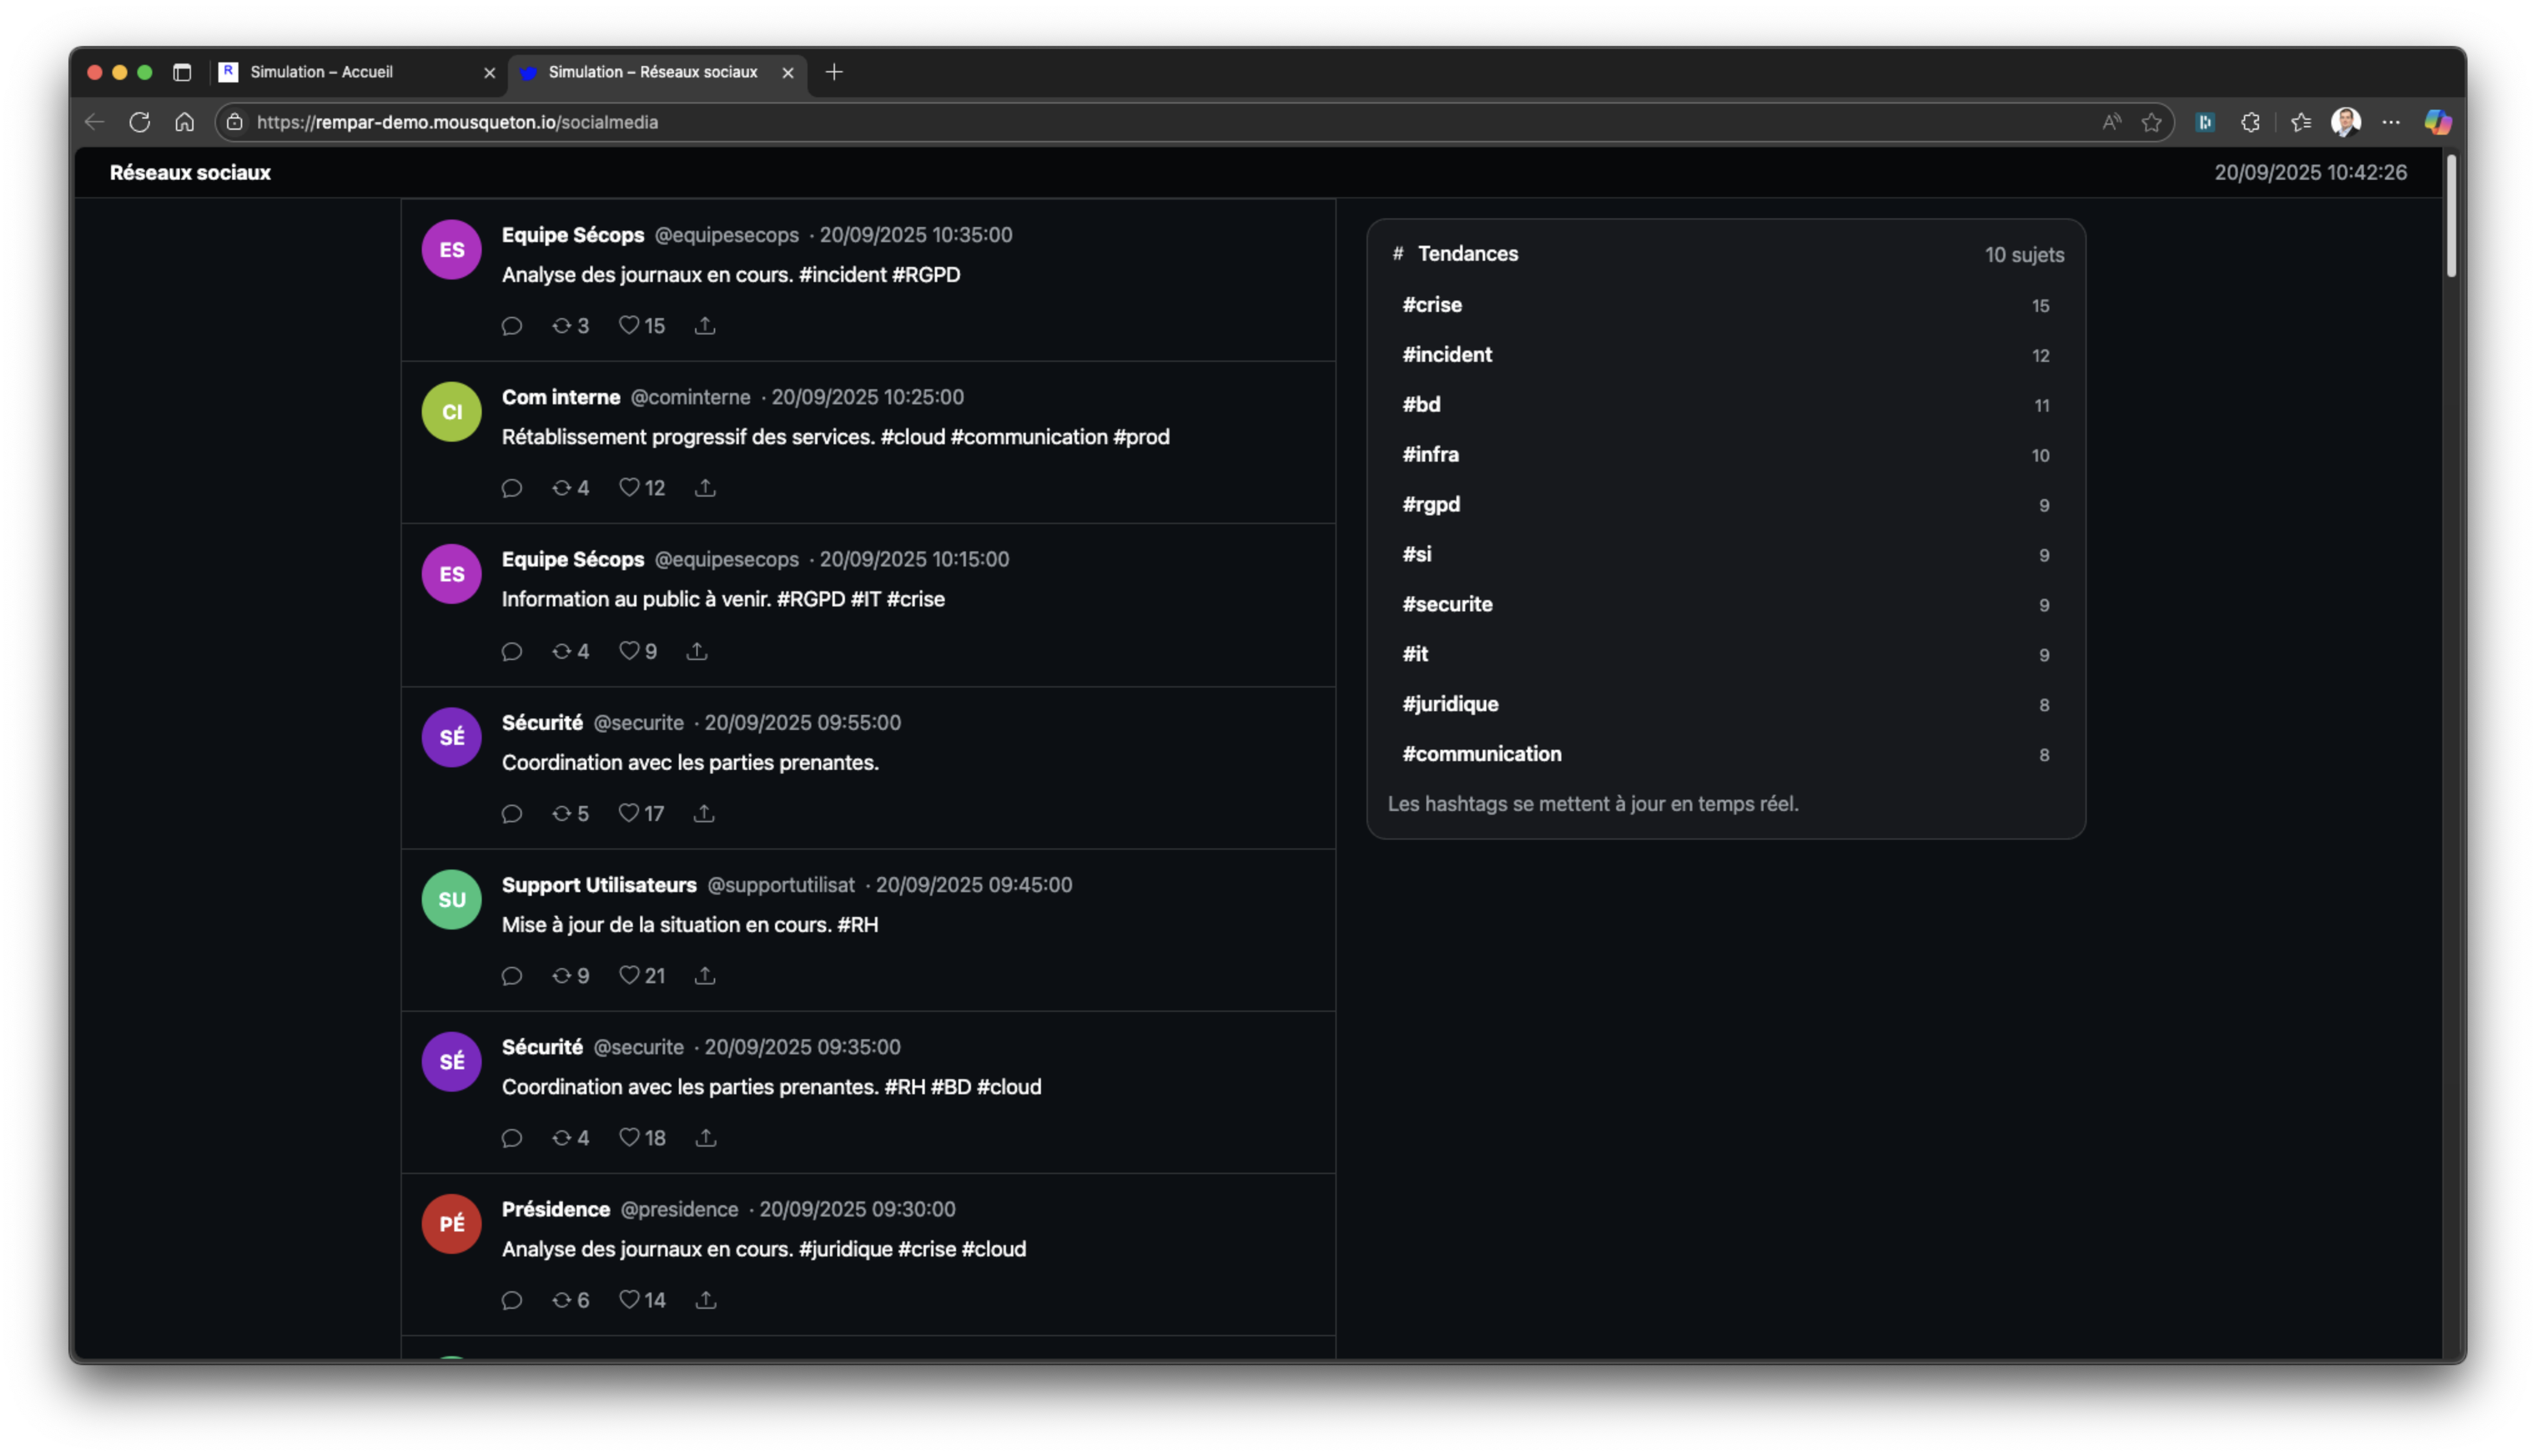 R Simulation – Accueil
Simulation – Réseaux sociaux
https://rempar-demo.mousqueton.io/socialmedia
Réseaux sociaux
20/09/2025 10:42:26
ES
Equipe Sécops @equipesecops · 20/09/2025 10:35:00
Analyse des journaux en cours. #incident #RGPD
3 15
CI
Com interne @cominterne · 20/09/2025 10:25:00
Rétablissement progressif des services. #cloud #communication #prod
4 12
ES
Equipe Sécops @equipesecops · 20/09/2025 10:15:00
Information au public à venir. #RGPD #IT #crise
4 9
SÉ
Sécurité @securite · 20/09/2025 09:55:00
Coordination avec les parties prenantes.
5 17
SU
Support Utilisateurs @supportutilisat · 20/09/2025 09:45:00
Mise à jour de la situation en cours. #RH
9 21
SÉ
Sécurité @securite · 20/09/2025 09:35:00
Coordination avec les parties prenantes. #RH #BD #cloud
4 18
PÉ
Présidence @presidence · 20/09/2025 09:30:00
Analyse des journaux en cours. #juridique #crise #cloud
6 14
# Tendances 10 sujets
#crise 15
#incident 12
#bd 11
#infra 10
#rgpd 9
#si 9
#securite 9
#it 9
#juridique 8
#communication 8
Les hashtags se mettent à jour en temps réel.